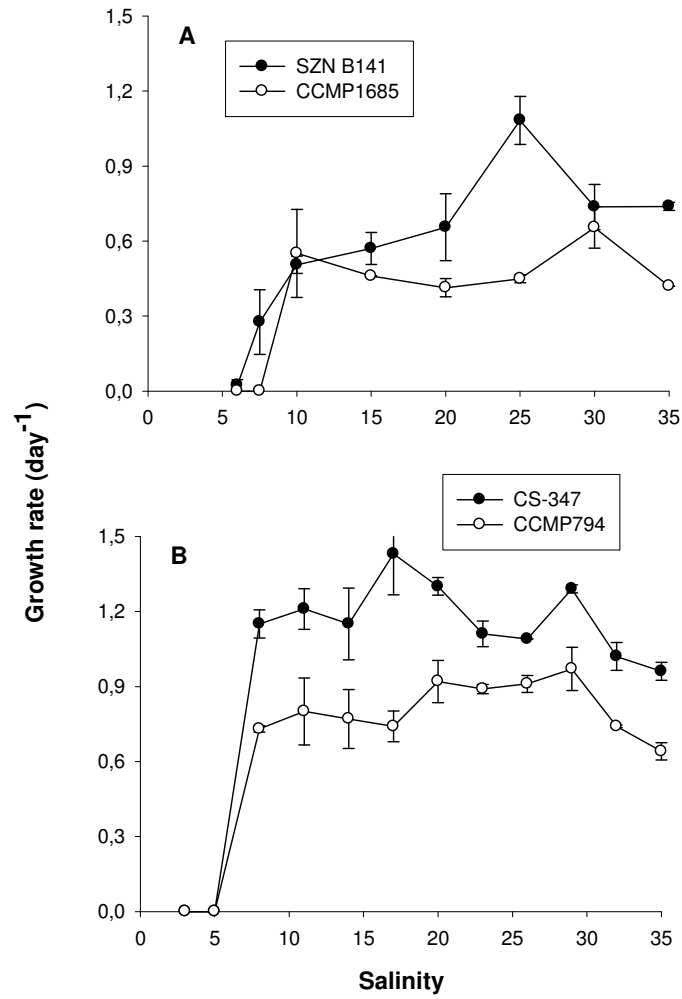 A
SZN B141
CCMP1685
1,5
1,2
0,9
0,6
0,3
0,0
0 5 10 15 20 25 30 35
Growth rate (day-1)
B
CS-347
CCMP794
1,5
1,2
0,9
0,6
0,3
0,0
0 5 10 15 20 25 30 35
Salinity